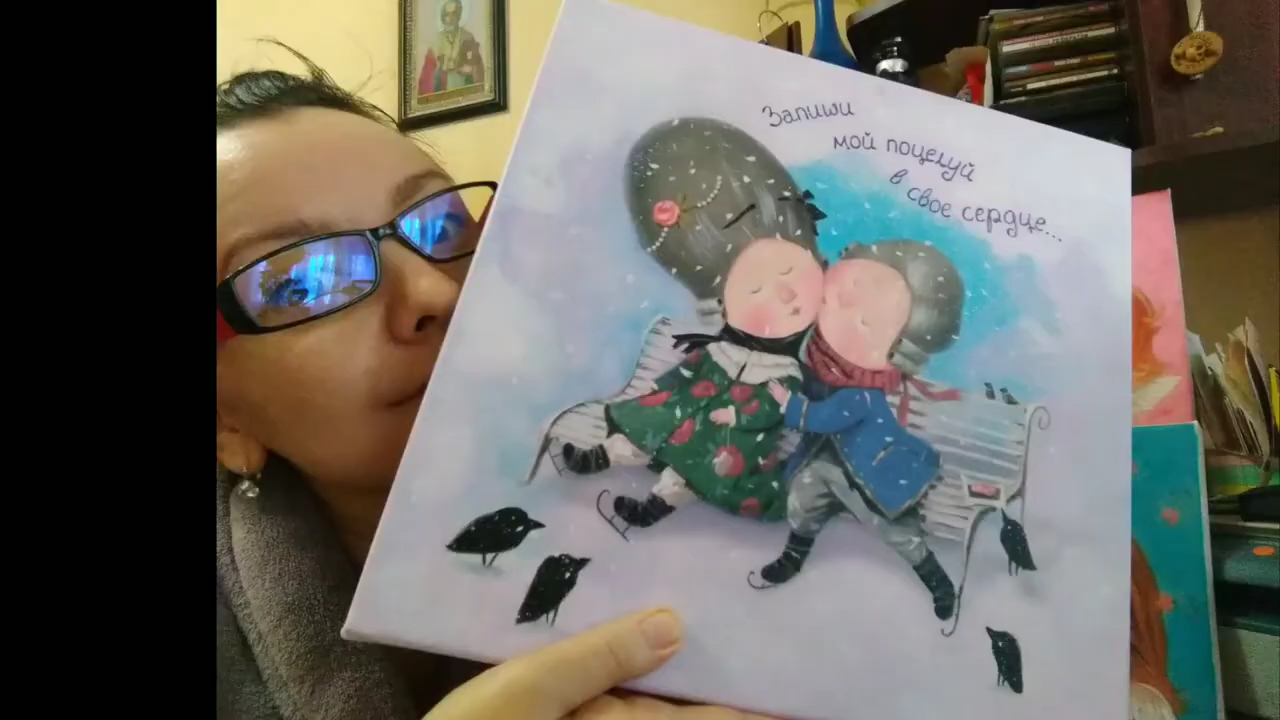 Запиши
мой поцелуй
в свое сердце...